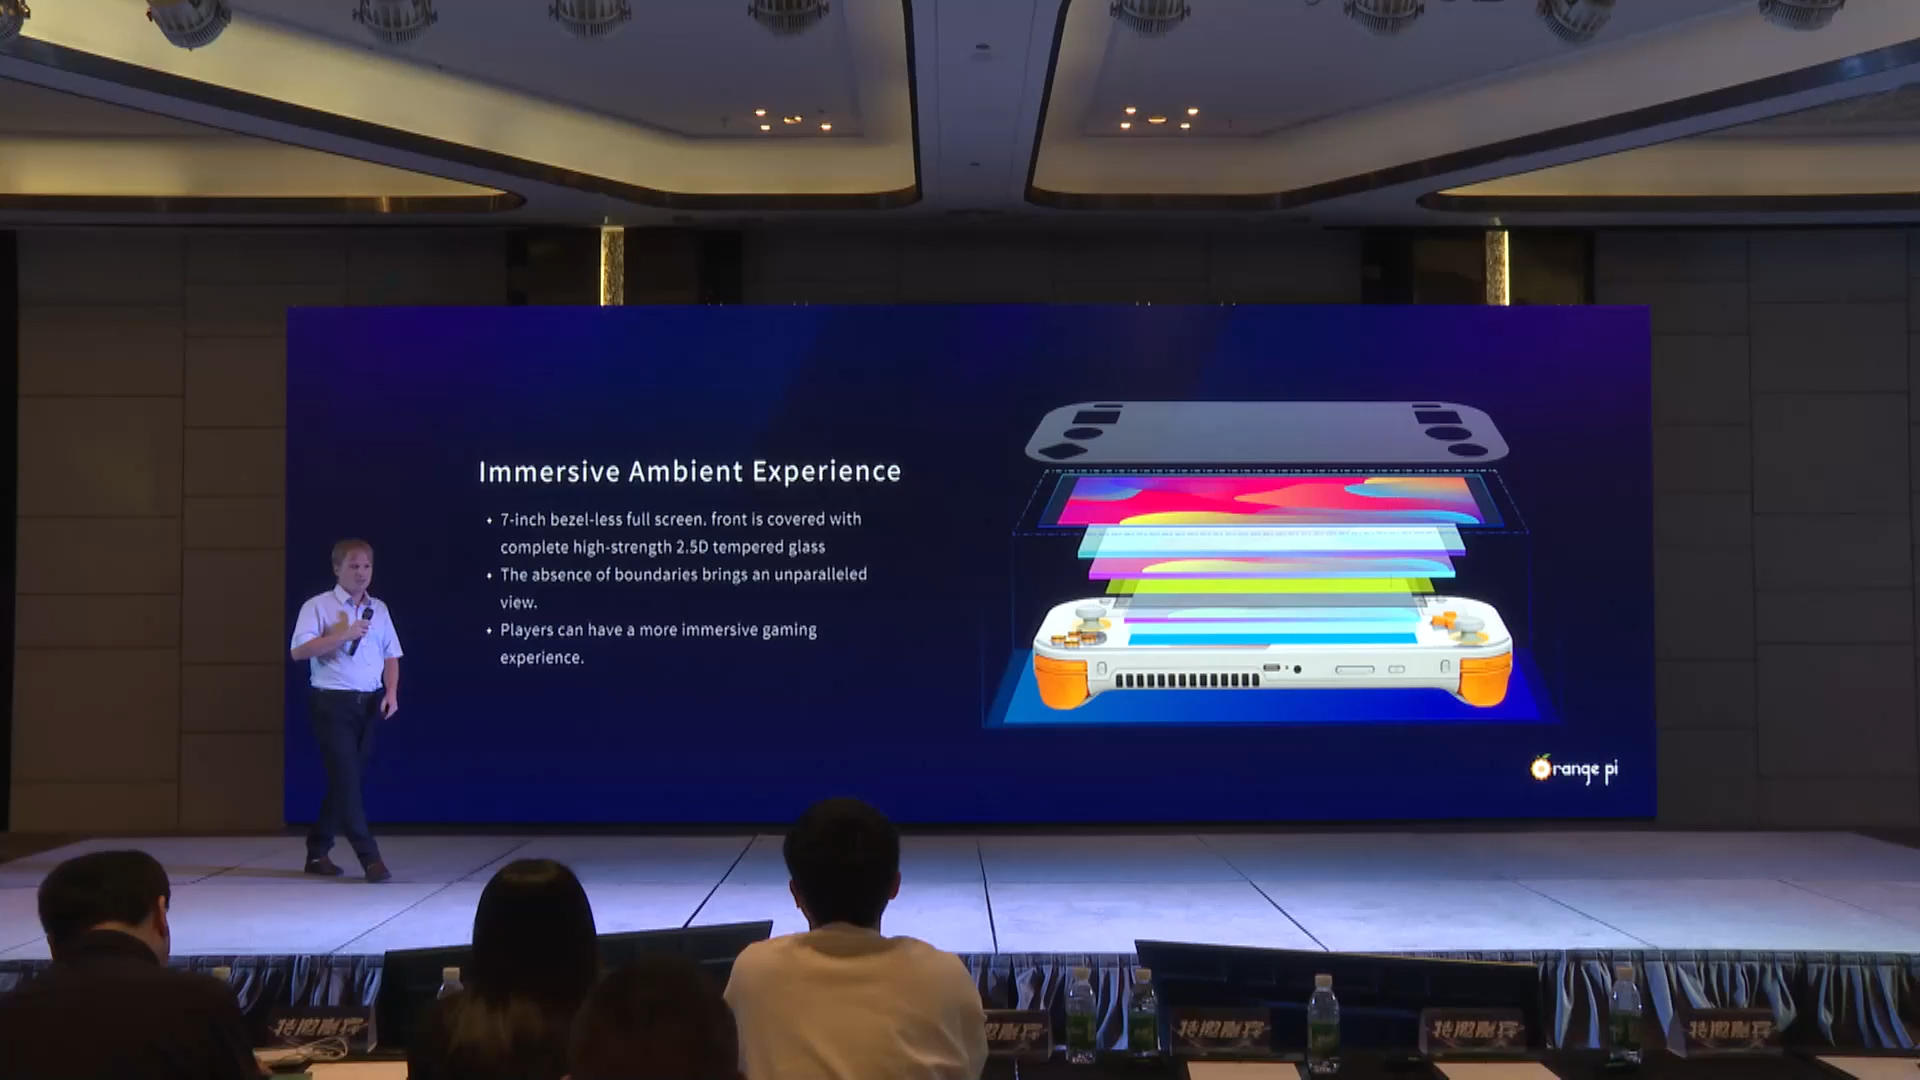 Immersive Ambient Experience
7-inch bezel-less full screen. front is covered with
complete high-strength 2.5D tempered glass
The absence of boundaries brings an unparalleled
view.
Players can have a more immersive gaming
experience.
Orange pi